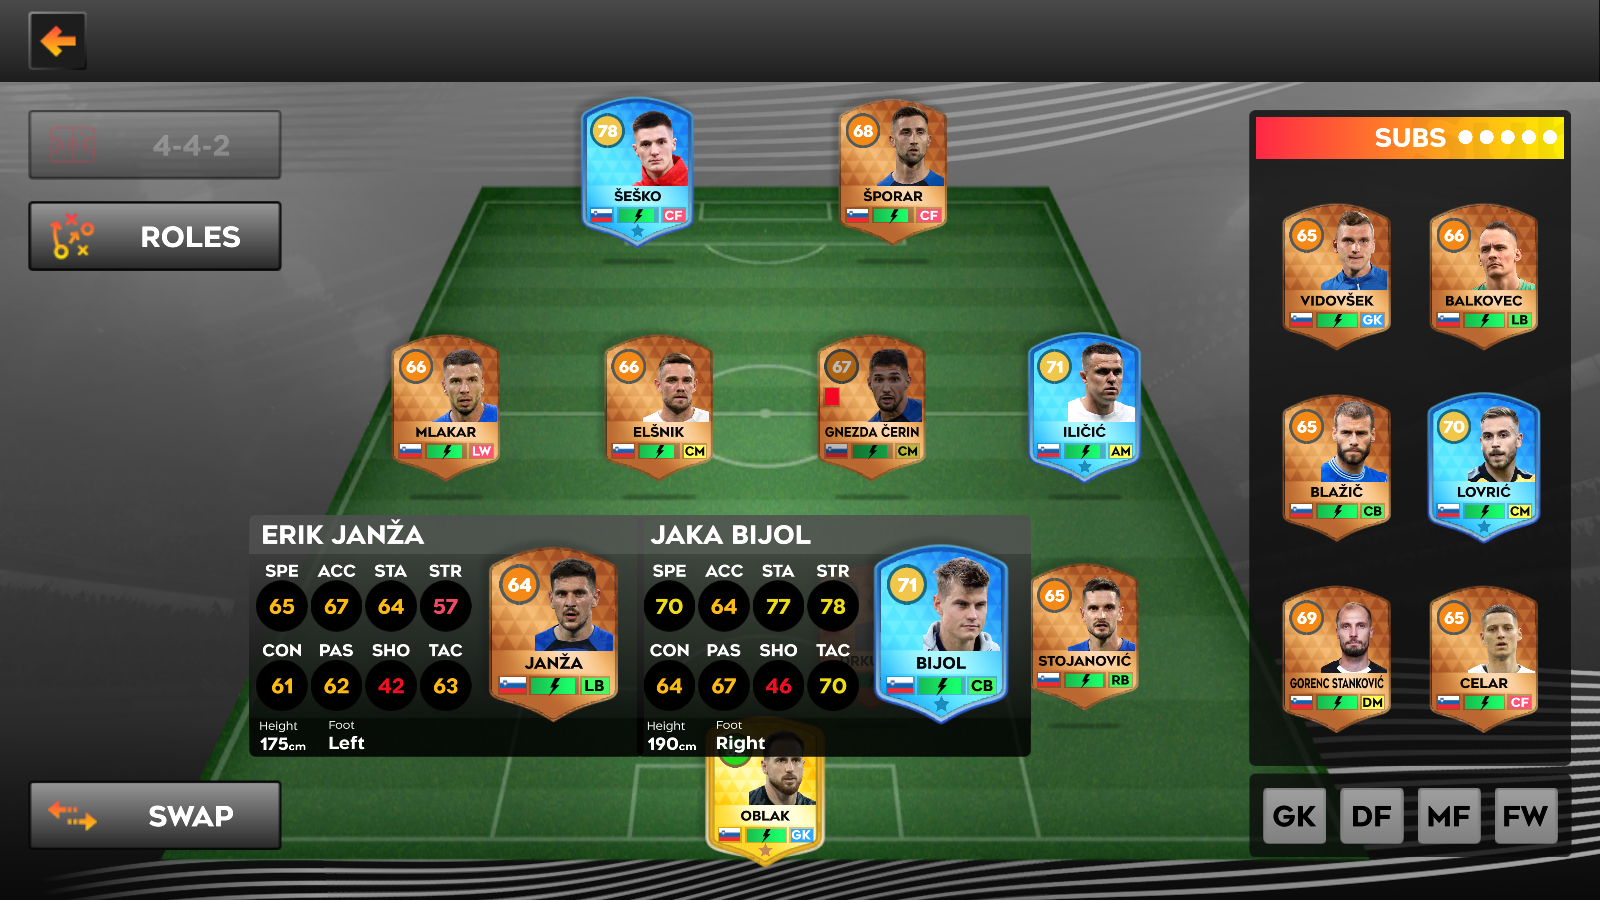 4-4-2
ROLES
78
ŠEŠKO
CF
68
ŠPORAR
CF
66
MLAKAR
LW
66
ELŠNIK
CM
67
GNEZDA ČERIN
CM
71
ILIČIĆ
AM
ERIK JANŽA
SPE ACC STA STR
65 67 64 57
CON PAS SHO TAC
61 62 42 63
Height Foot
175cm Left
64
JANŽA
LB
JAKA BIJOL
SPE ACC STA STR
70 64 77 78
CON PAS SHO TAC
64 67 46 70
Height Foot
190cm Right
71
BIJOL
CB
65
STOJANOVIĆ
RB
OBLAK
GK
SWAP
SUBS
65
VIDOVŠEK
GK
66
BALKOVEC
LB
65
BLAŽIČ
CB
70
LOVRIĆ
CM
69
GORENC STANKOVIĆ
DM
65
CELAR
CF
GK DF MF FW